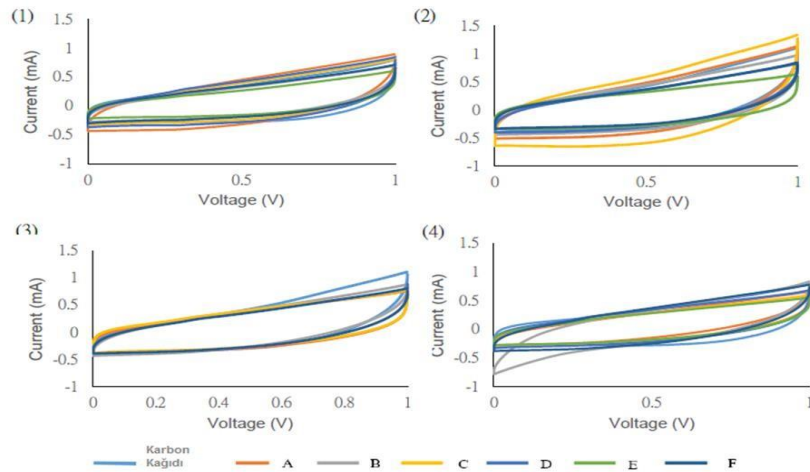 (1)
1.5
1
0.5
0
-0.5
-1
Current (mA)
0
0.5
1
Voltage (V)
(2)
1.5
1
0.5
0
-0.5
-1
Current (mA)
0
0.5
1
Voltage (V)
(3)
1.5
1
0.5
0
-0.5
-1
Current (mA)
0
0.2
0.4
0.6
0.8
1
Voltage (V)
(4)
1.5
1
0.5
0
-0.5
-1
Current (mA)
0
0.5
1
Voltage (V)
Karbon
Kağıdı
A
B
C
D
E
F